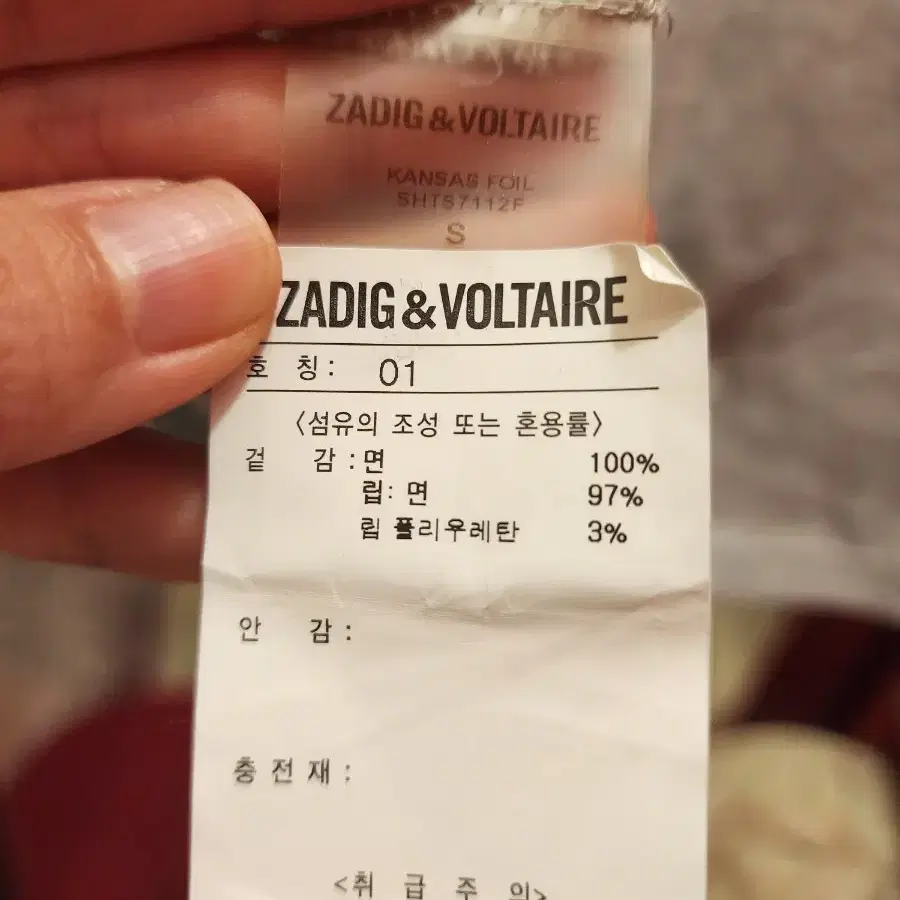 ZADIG & VOLTAIRE
KANSAS FOIL
SHTS7112F
S
ZADIG & VOLTAIRE
호 칭 : 01
<섬유의 조성 또는 혼용률>
겉 감 : 면 100%
립: 면 97%
립 폴리우레탄 3%
안 감 :
충 전 재 :
<취 급 주 의>